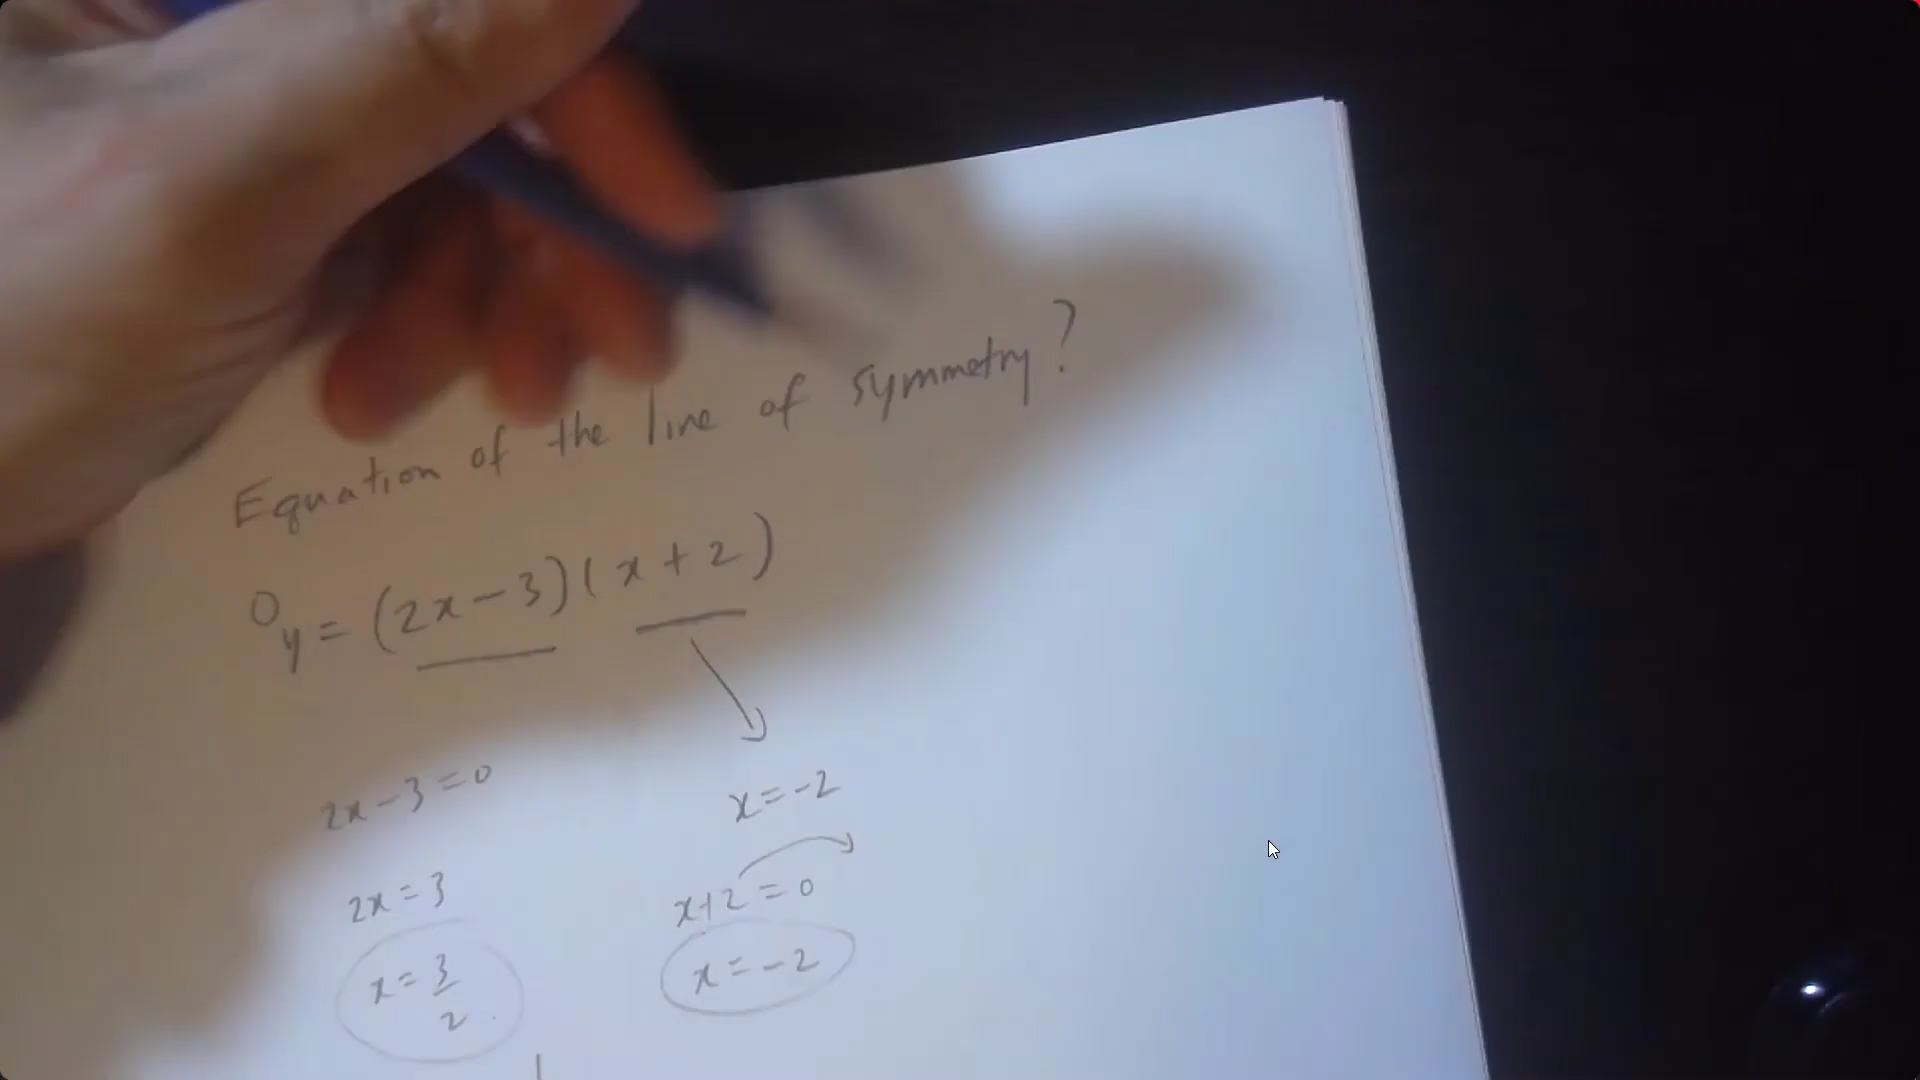 Equation of the line of symmetry?
0 y = (2x - 3)(x + 2)
2x - 3 = 0
x = -2
2x = 3
x + 2 = 0
x = 3/2
x = -2